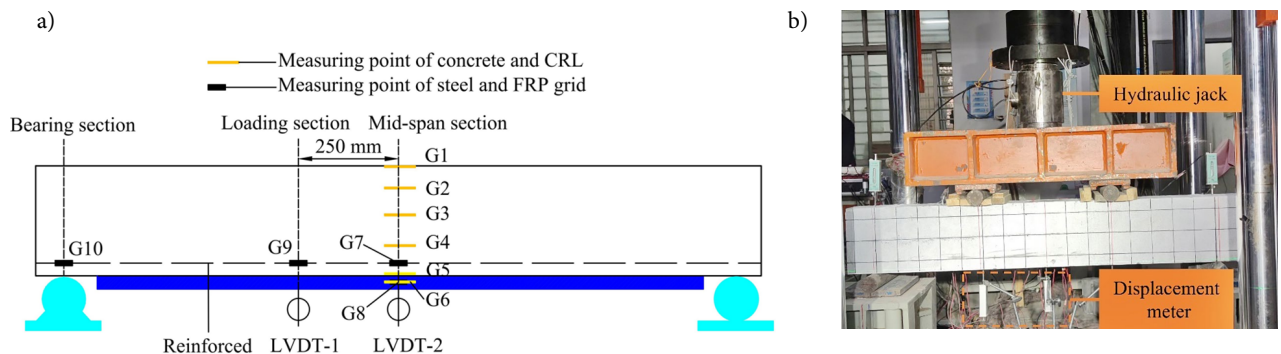 a)
Measuring point of concrete and CRL
Measuring point of steel and FRP grid
Bearing section
Loading section
Mid-span section
250 mm
G1
G2
G3
G4
G5
G6
G7
G8
G9
G10
Reinforced
LVDT-1
LVDT-2
b)
Hydraulic jack
Displacement
meter